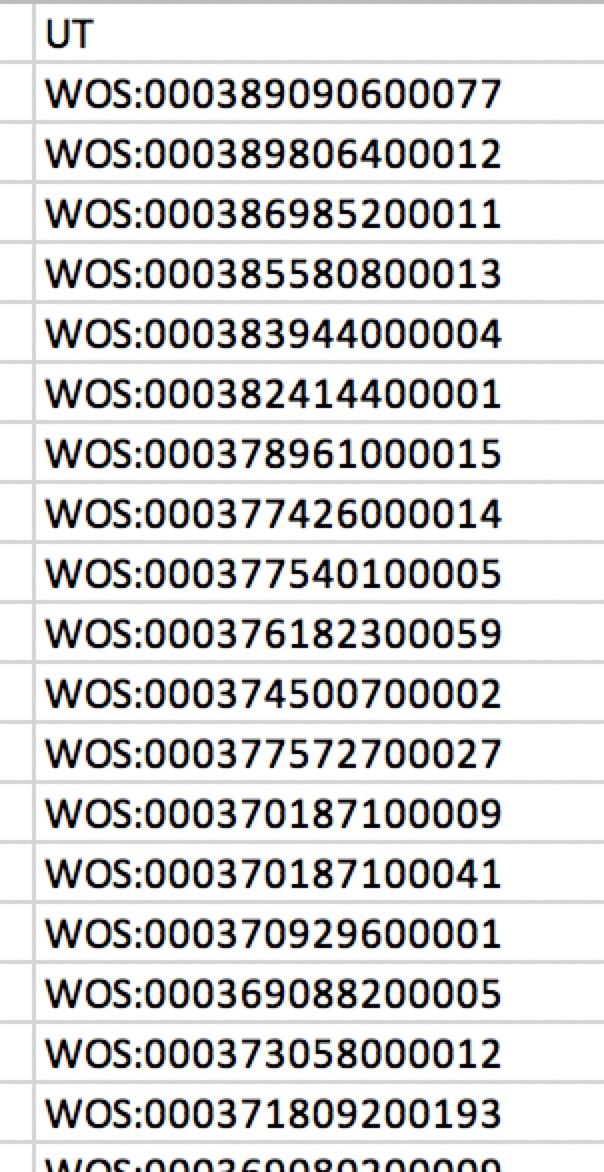 UT
WOS:000389090600077
WOS:000389806400012
WOS:000386985200011
WOS:000385580800013
WOS:000383944000004
WOS:000382414400001
WOS:000378961000015
WOS:000377426000014
WOS:000377540100005
WOS:000376182300059
WOS:000374500700002
WOS:000377572700027
WOS:000370187100009
WOS:000370187100041
WOS:000370929600001
WOS:000369088200005
WOS:000373058000012
WOS:000371809200193